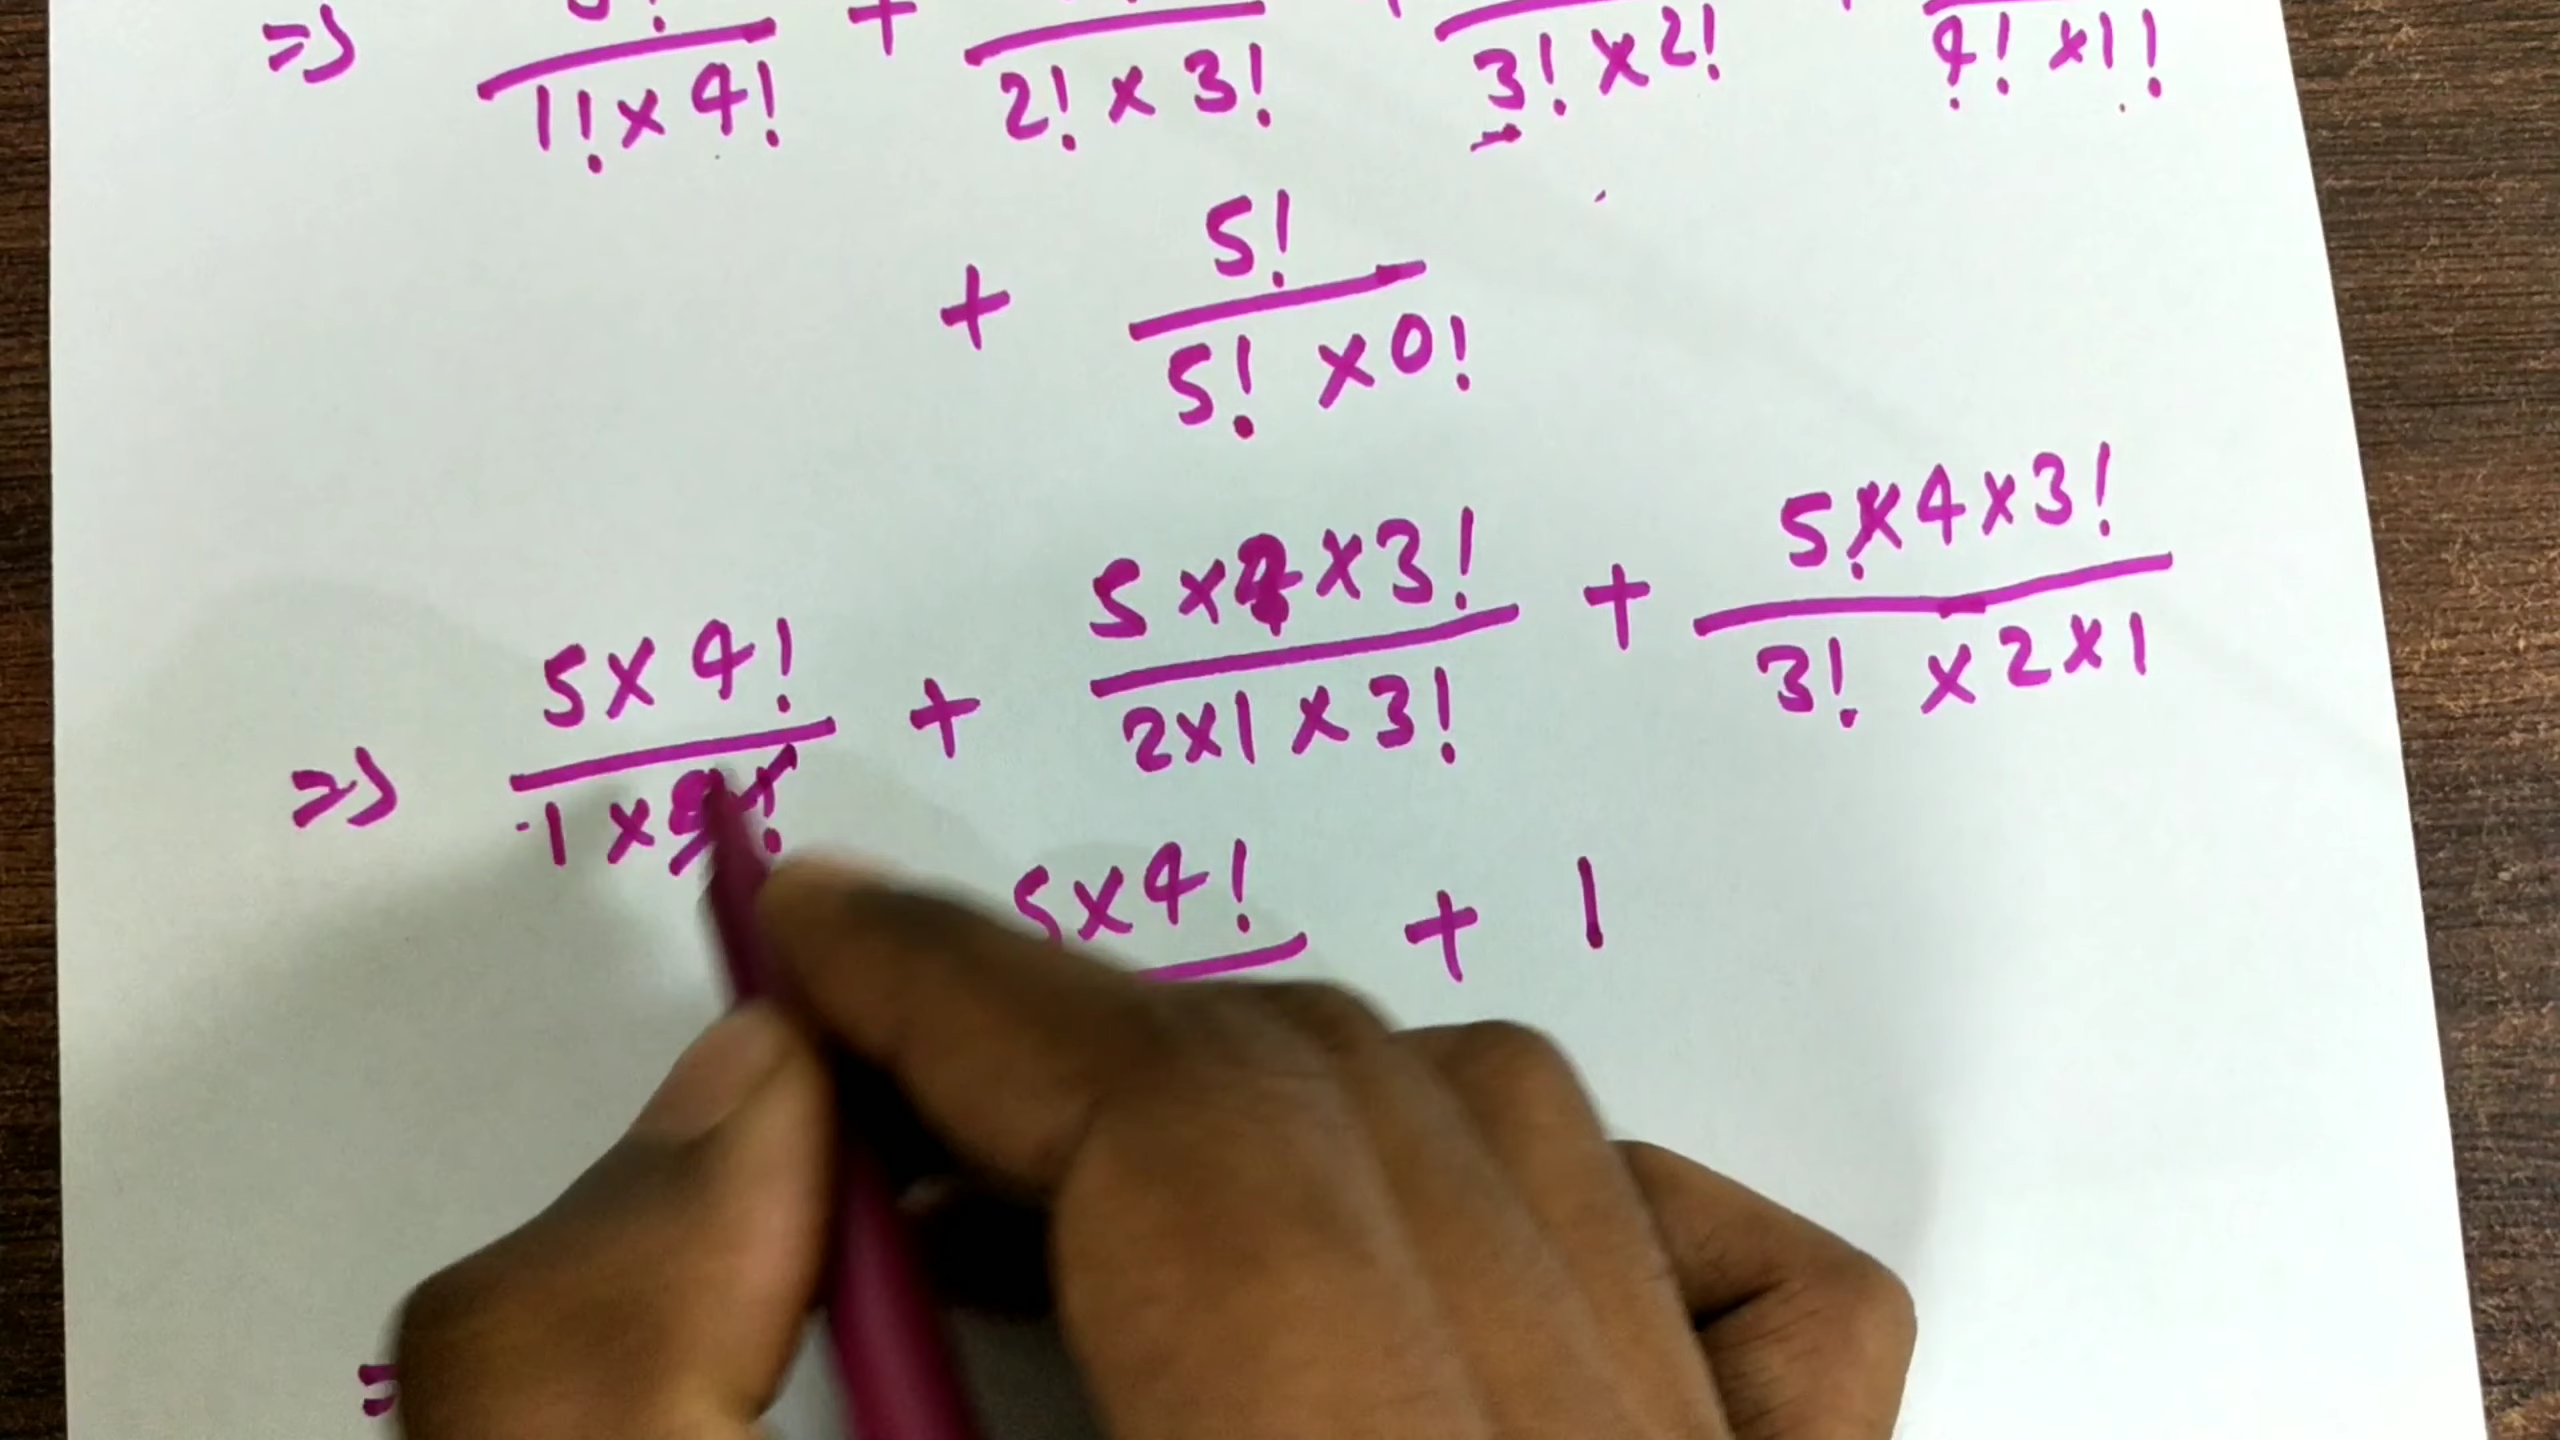 => 5! / 1! x 4! + / 2! x 3! / 3! x 2! / 4! x 1!
+ 5! / 5! x 0!
=> 5 x 4! / 1 x 4! + 5 x 4 x 3! / 2 x 1 x 3! + 5 x 4 x 3! / 3! x 2 x 1
5 x 4! + 1
=